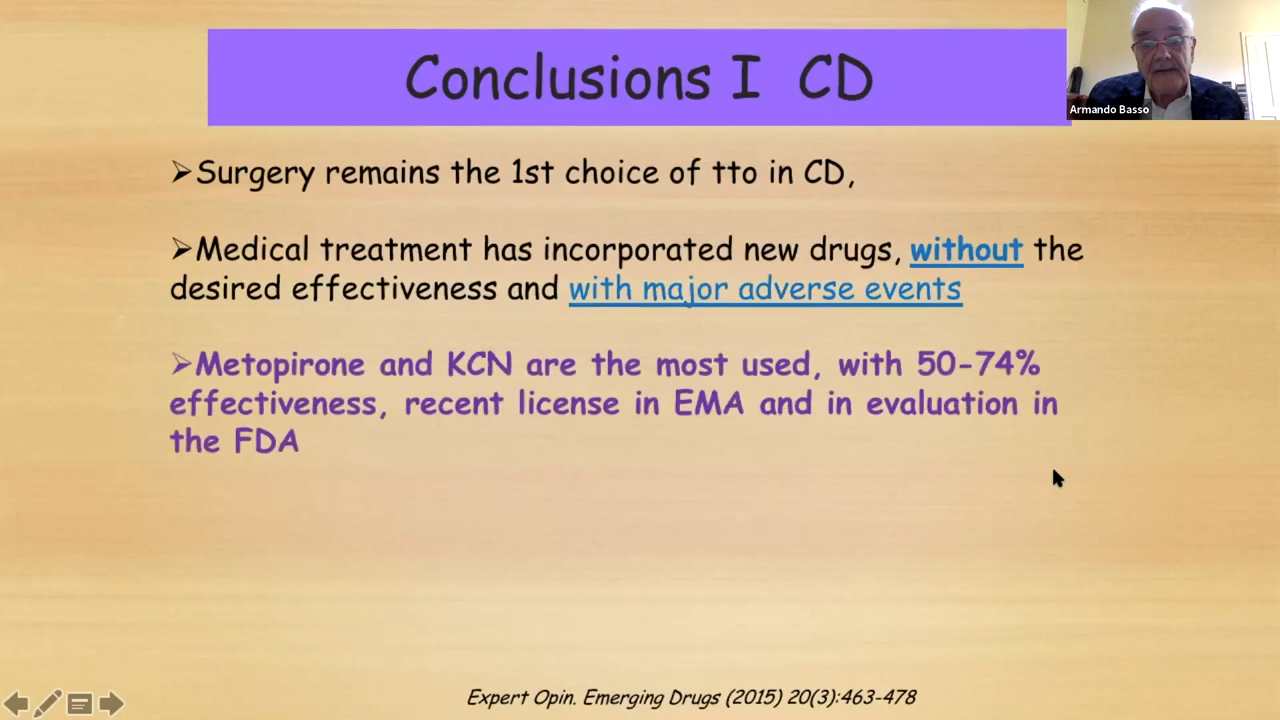 Conclusions I CD
Armando Basso
➤Surgery remains the 1st choice of tto in CD,
➤Medical treatment has incorporated new drugs, without the
desired effectiveness and with major adverse events
➤Metopirone and KCN are the most used, with 50-74%
effectiveness, recent license in EMA and in evaluation in
the FDA
Expert Opin. Emerging Drugs (2015) 20(3):463-478